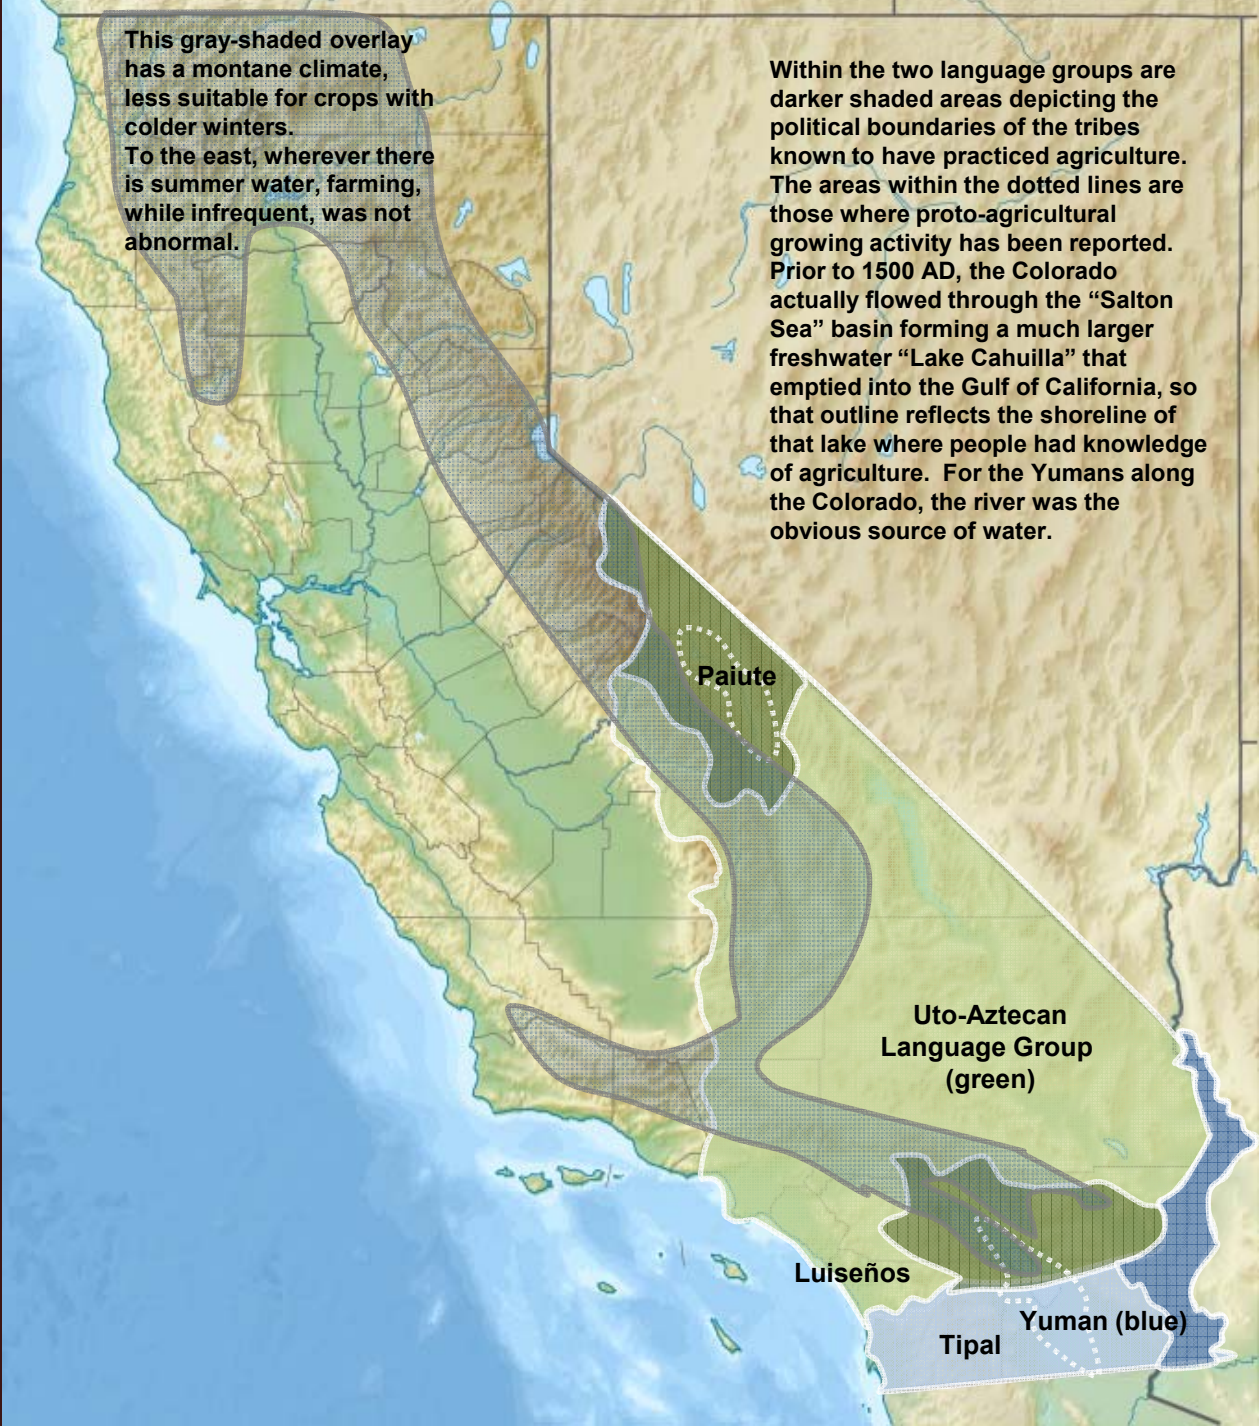 This gray-shaded overlay
has a montane climate,
less suitable for crops with
colder winters.
To the east, wherever there
is summer water, farming,
while infrequent, was not
abnormal.
Within the two language groups are
darker shaded areas depicting the
political boundaries of the tribes
known to have practiced agriculture.
The areas within the dotted lines are
those where proto-agricultural
growing activity has been reported.
Prior to 1500 AD, the Colorado
actually flowed through the “Salton
Sea” basin forming a much larger
freshwater “Lake Cahuilla” that
emptied into the Gulf of California, so
that outline reflects the shoreline of
that lake where people had knowledge
of agriculture.  For the Yumans along
the Colorado, the river was the
obvious source of water.
Paiute
Uto-Aztecan
Language Group
(green)
Luiseños
Yuman (blue)
Tipal